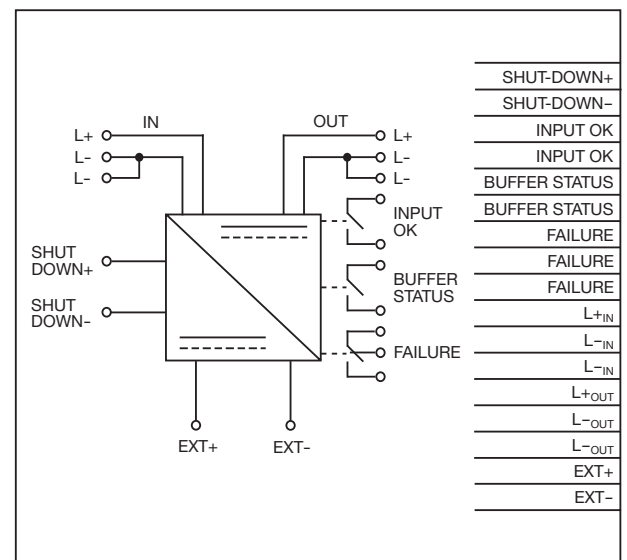 IN
OUT
L+
L-
L-
L+
L-
L-
INPUT
OK
SHUT
DOWN+
SHUT
DOWN-
BUFFER
STATUS
FAILURE
EXT+
EXT-
SHUT-DOWN+
SHUT-DOWN-
INPUT OK
INPUT OK
BUFFER STATUS
BUFFER STATUS
FAILURE
FAILURE
FAILURE
L+IN
L-IN
L-IN
L+OUT
L-OUT
L-OUT
EXT+
EXT-